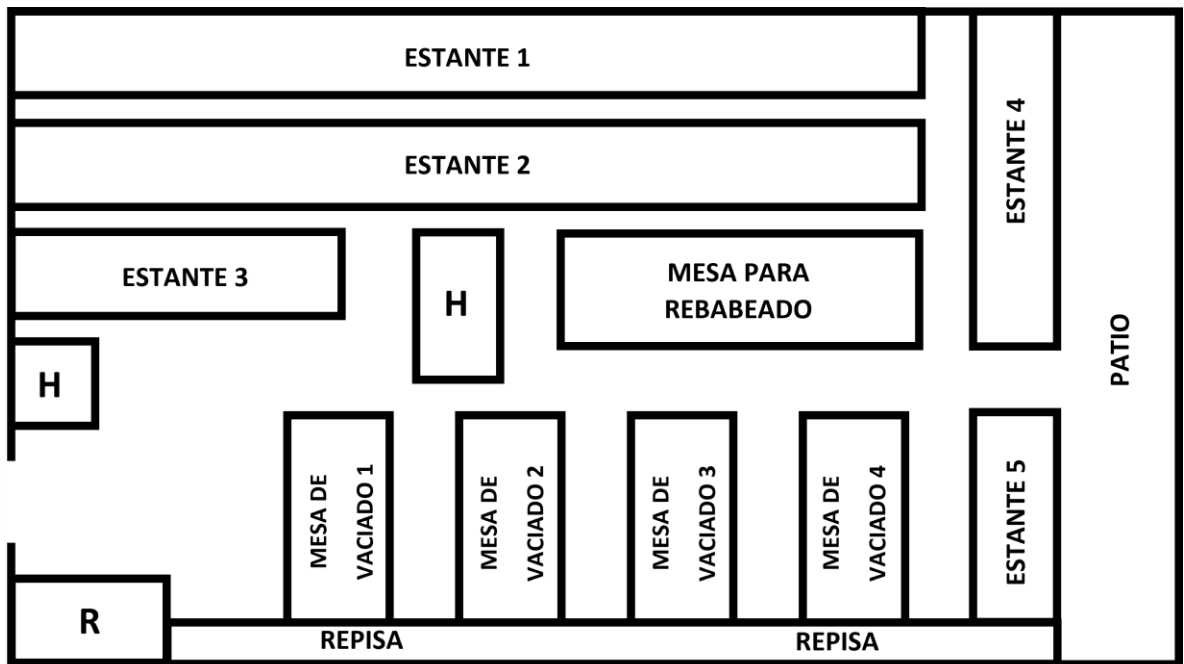 ESTANTE 1
ESTANTE 2
ESTANTE 3
H
MESA PARA
REBABEADO
ESTANTE 4
PATIO
H
MESA DE
VACIADO 1
MESA DE
VACIADO 2
MESA DE
VACIADO 3
MESA DE
VACIADO 4
ESTANTE 5
R
REPISA
REPISA